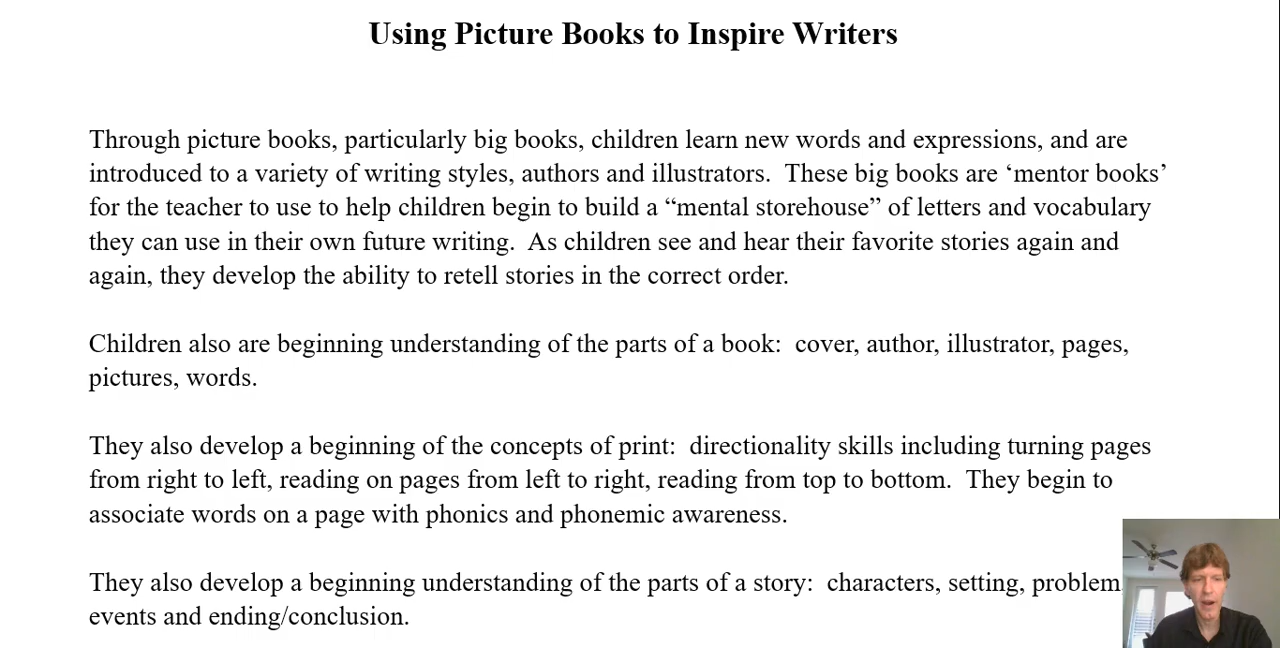 Using Picture Books to Inspire Writers
Through picture books, particularly big books, children learn new words and expressions, and are
introduced to a variety of writing styles, authors and illustrators.  These big books are ‘mentor books’
for the teacher to use to help children begin to build a “mental storehouse” of letters and vocabulary
they can use in their own future writing.  As children see and hear their favorite stories again and
again, they develop the ability to retell stories in the correct order.
Children also are beginning understanding of the parts of a book:  cover, author, illustrator, pages,
pictures, words.
They also develop a beginning of the concepts of print:  directionality skills including turning pages
from right to left, reading on pages from left to right, reading from top to bottom.  They begin to
associate words on a page with phonics and phonemic awareness.
They also develop a beginning understanding of the parts of a story:  characters, setting, problem
events and ending/conclusion.